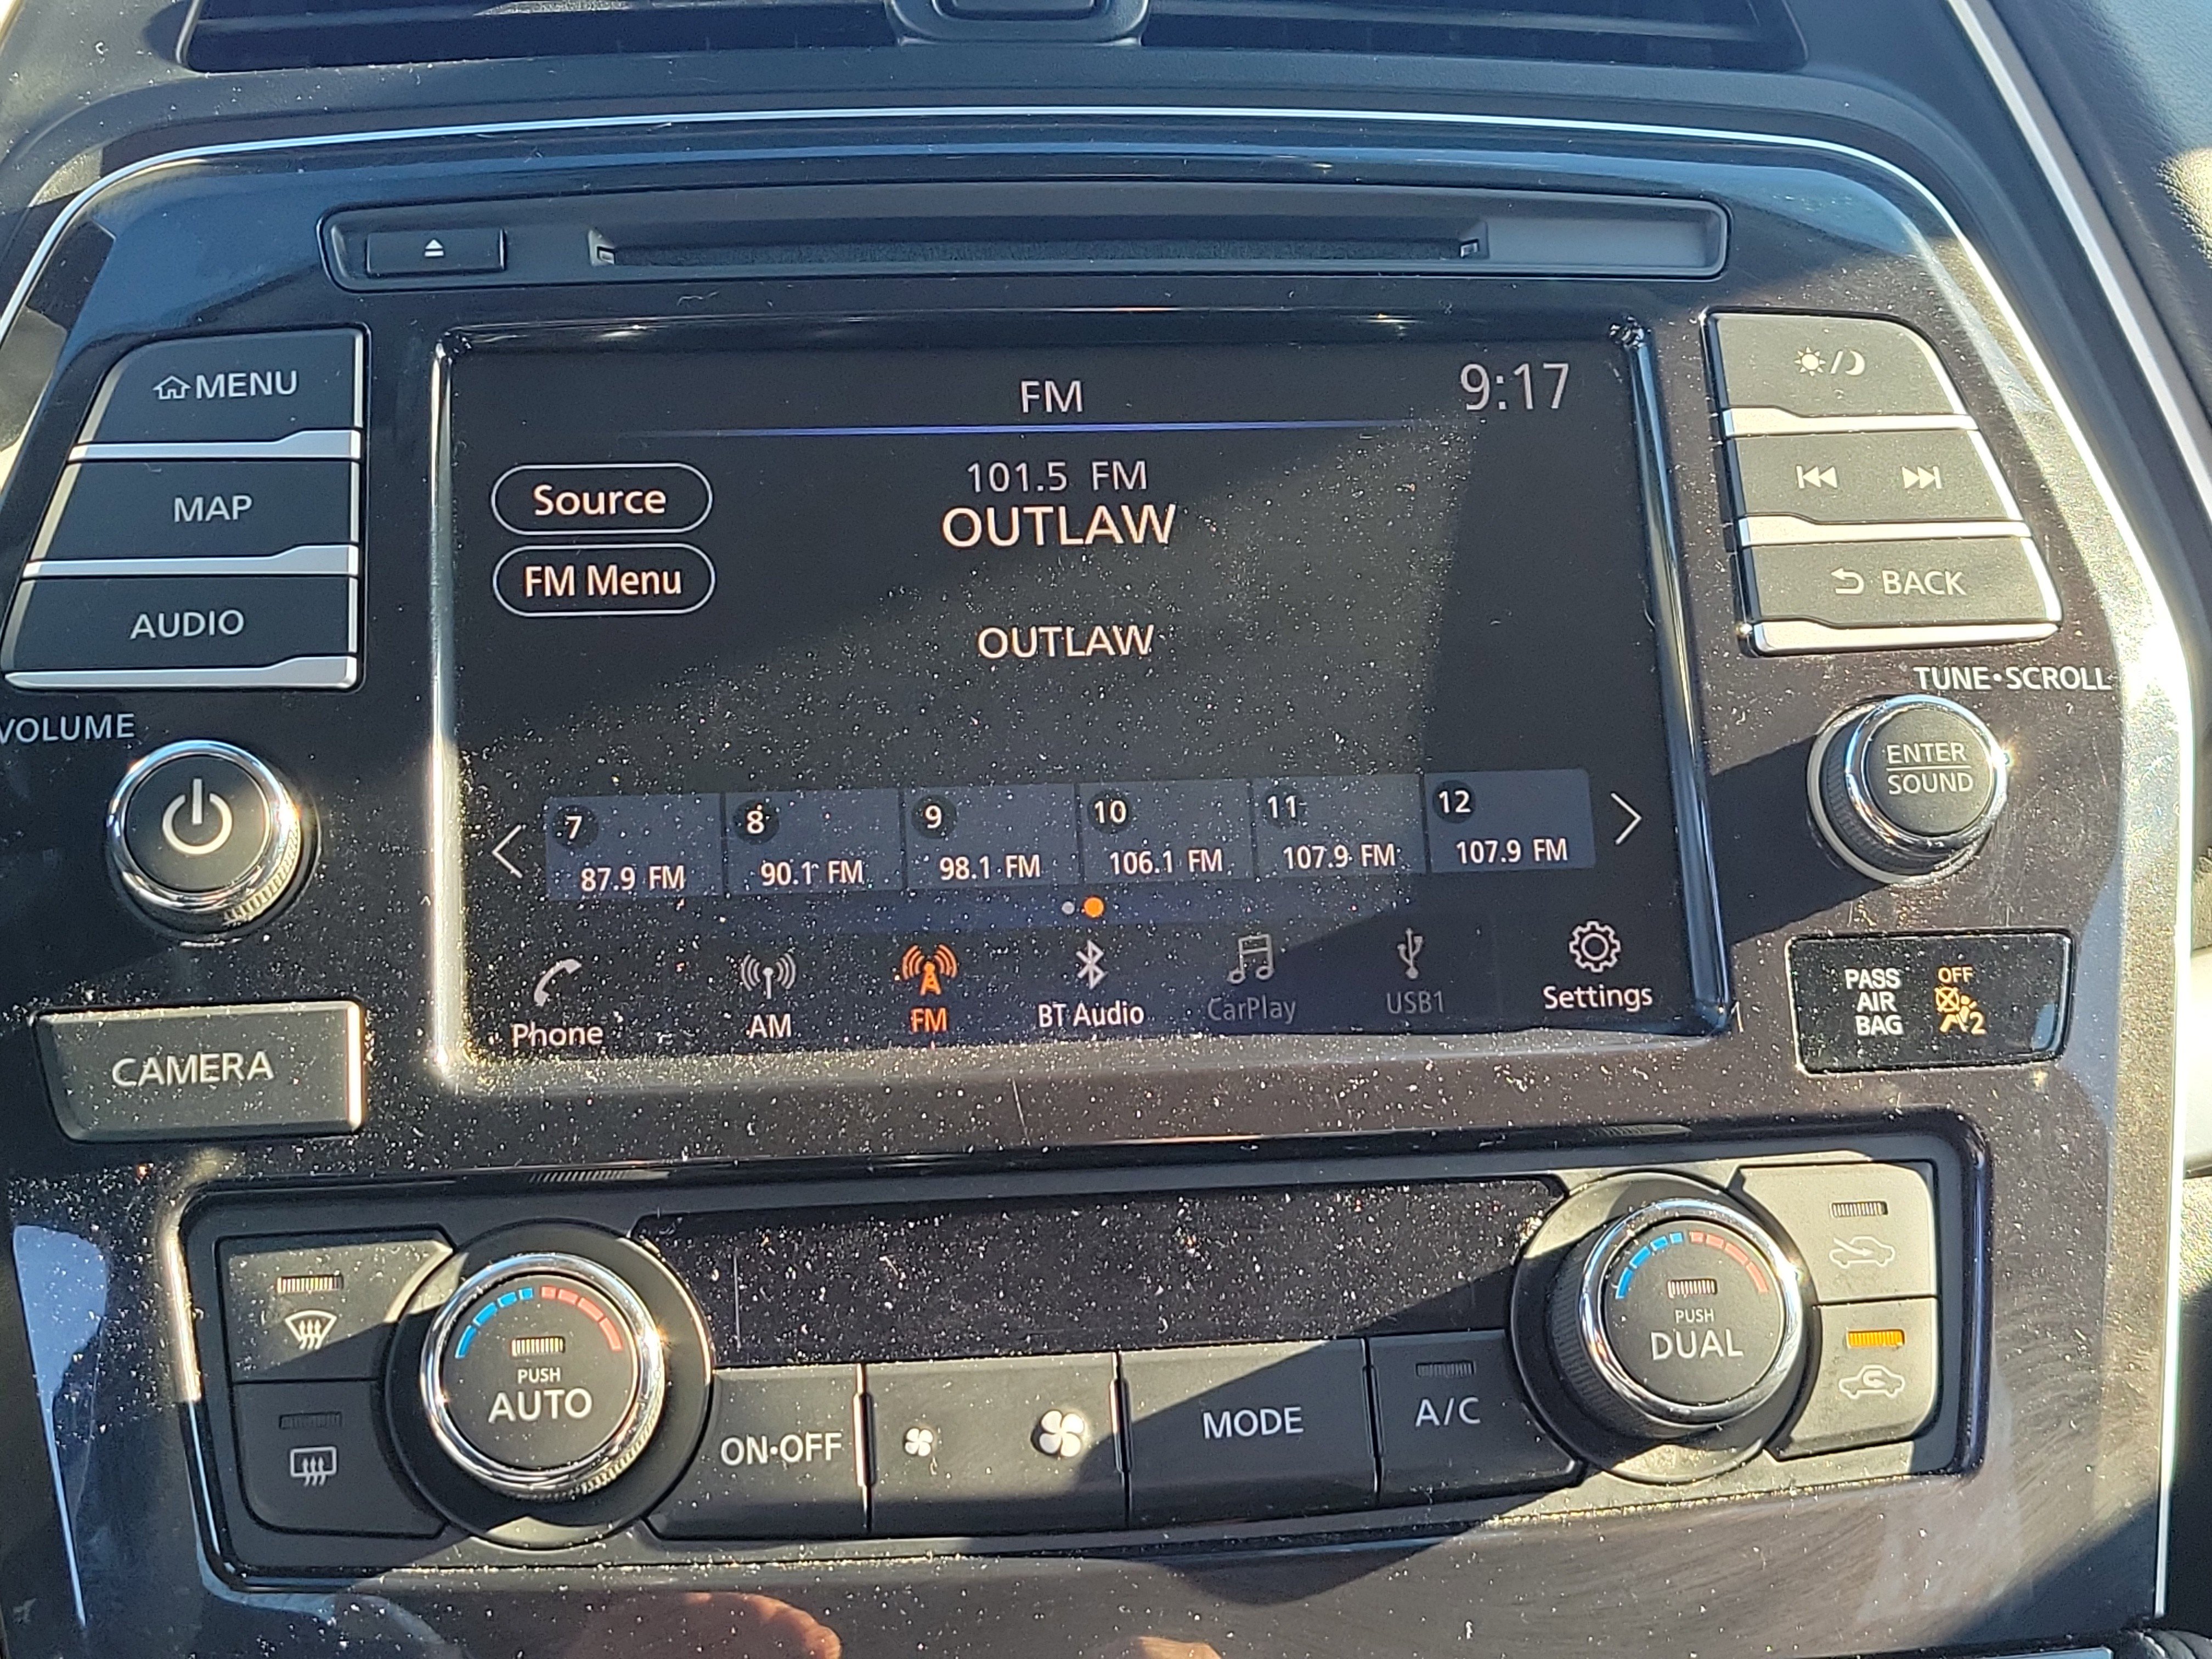 MENU
MAP
AUDIO
VOLUME
CAMERA
FM
9:17
Source
101.5 FM
OUTLAW
FM Menu
OUTLAW
7
87.9 FM
8
90.1 FM
9
98.1 FM
10
106.1 FM
11
107.9 FM
12
107.9 FM
Phone
AM
FM
BT Audio
CarPlay
USB1
Settings
BACK
TUNE•SCROLL
ENTER
SOUND
PASS
AIR
BAG
OFF
2
PUSH
AUTO
ON•OFF
MODE
A/C
PUSH
DUAL